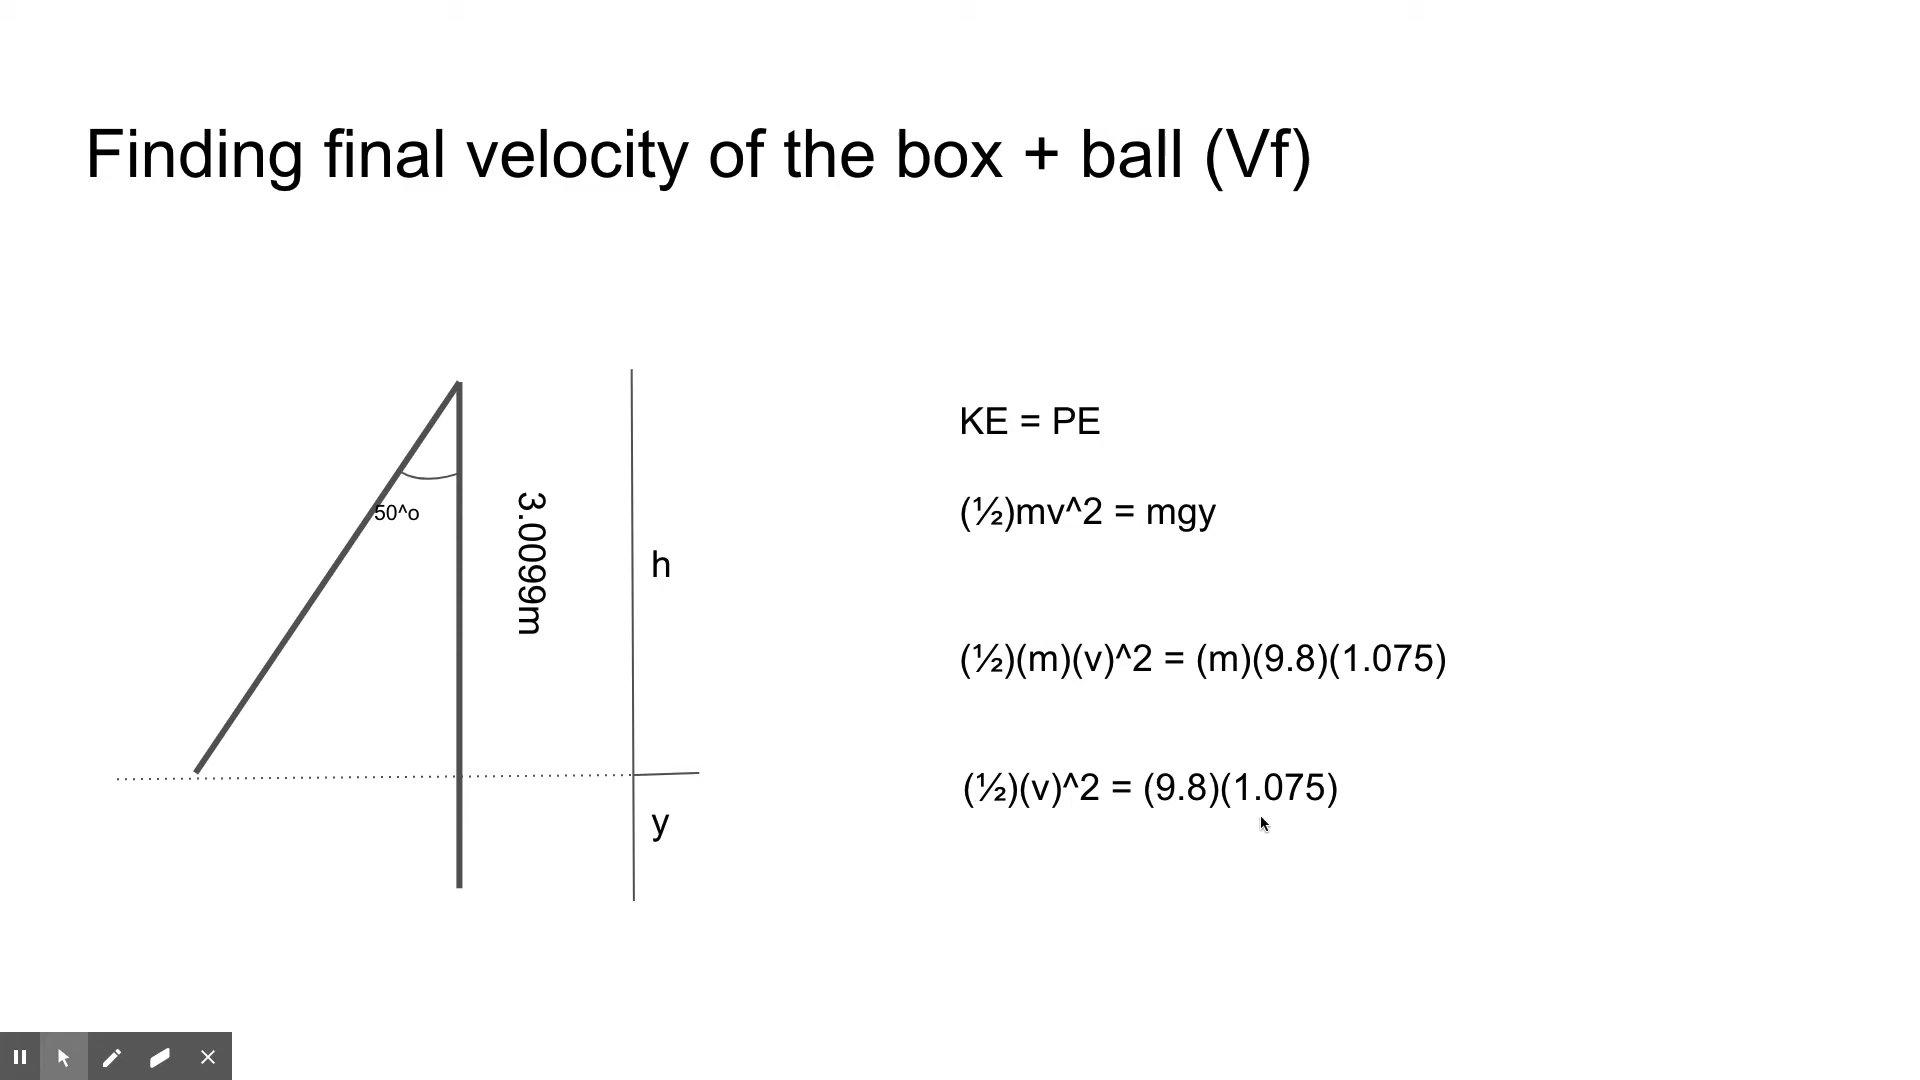 Finding final velocity of the box + ball (Vf)
50^o
3.0099m
h
y
KE = PE
(½)mv^2 = mgy
(½)(m)(v)^2 = (m)(9.8)(1.075)
(½)(v)^2 = (9.8)(1.075)